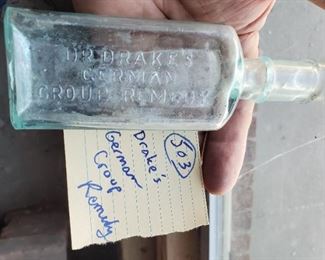 DR DRAKE'S
GERMAN
CROUP REMEDY
503
Drake's
German
Croup
Remedy